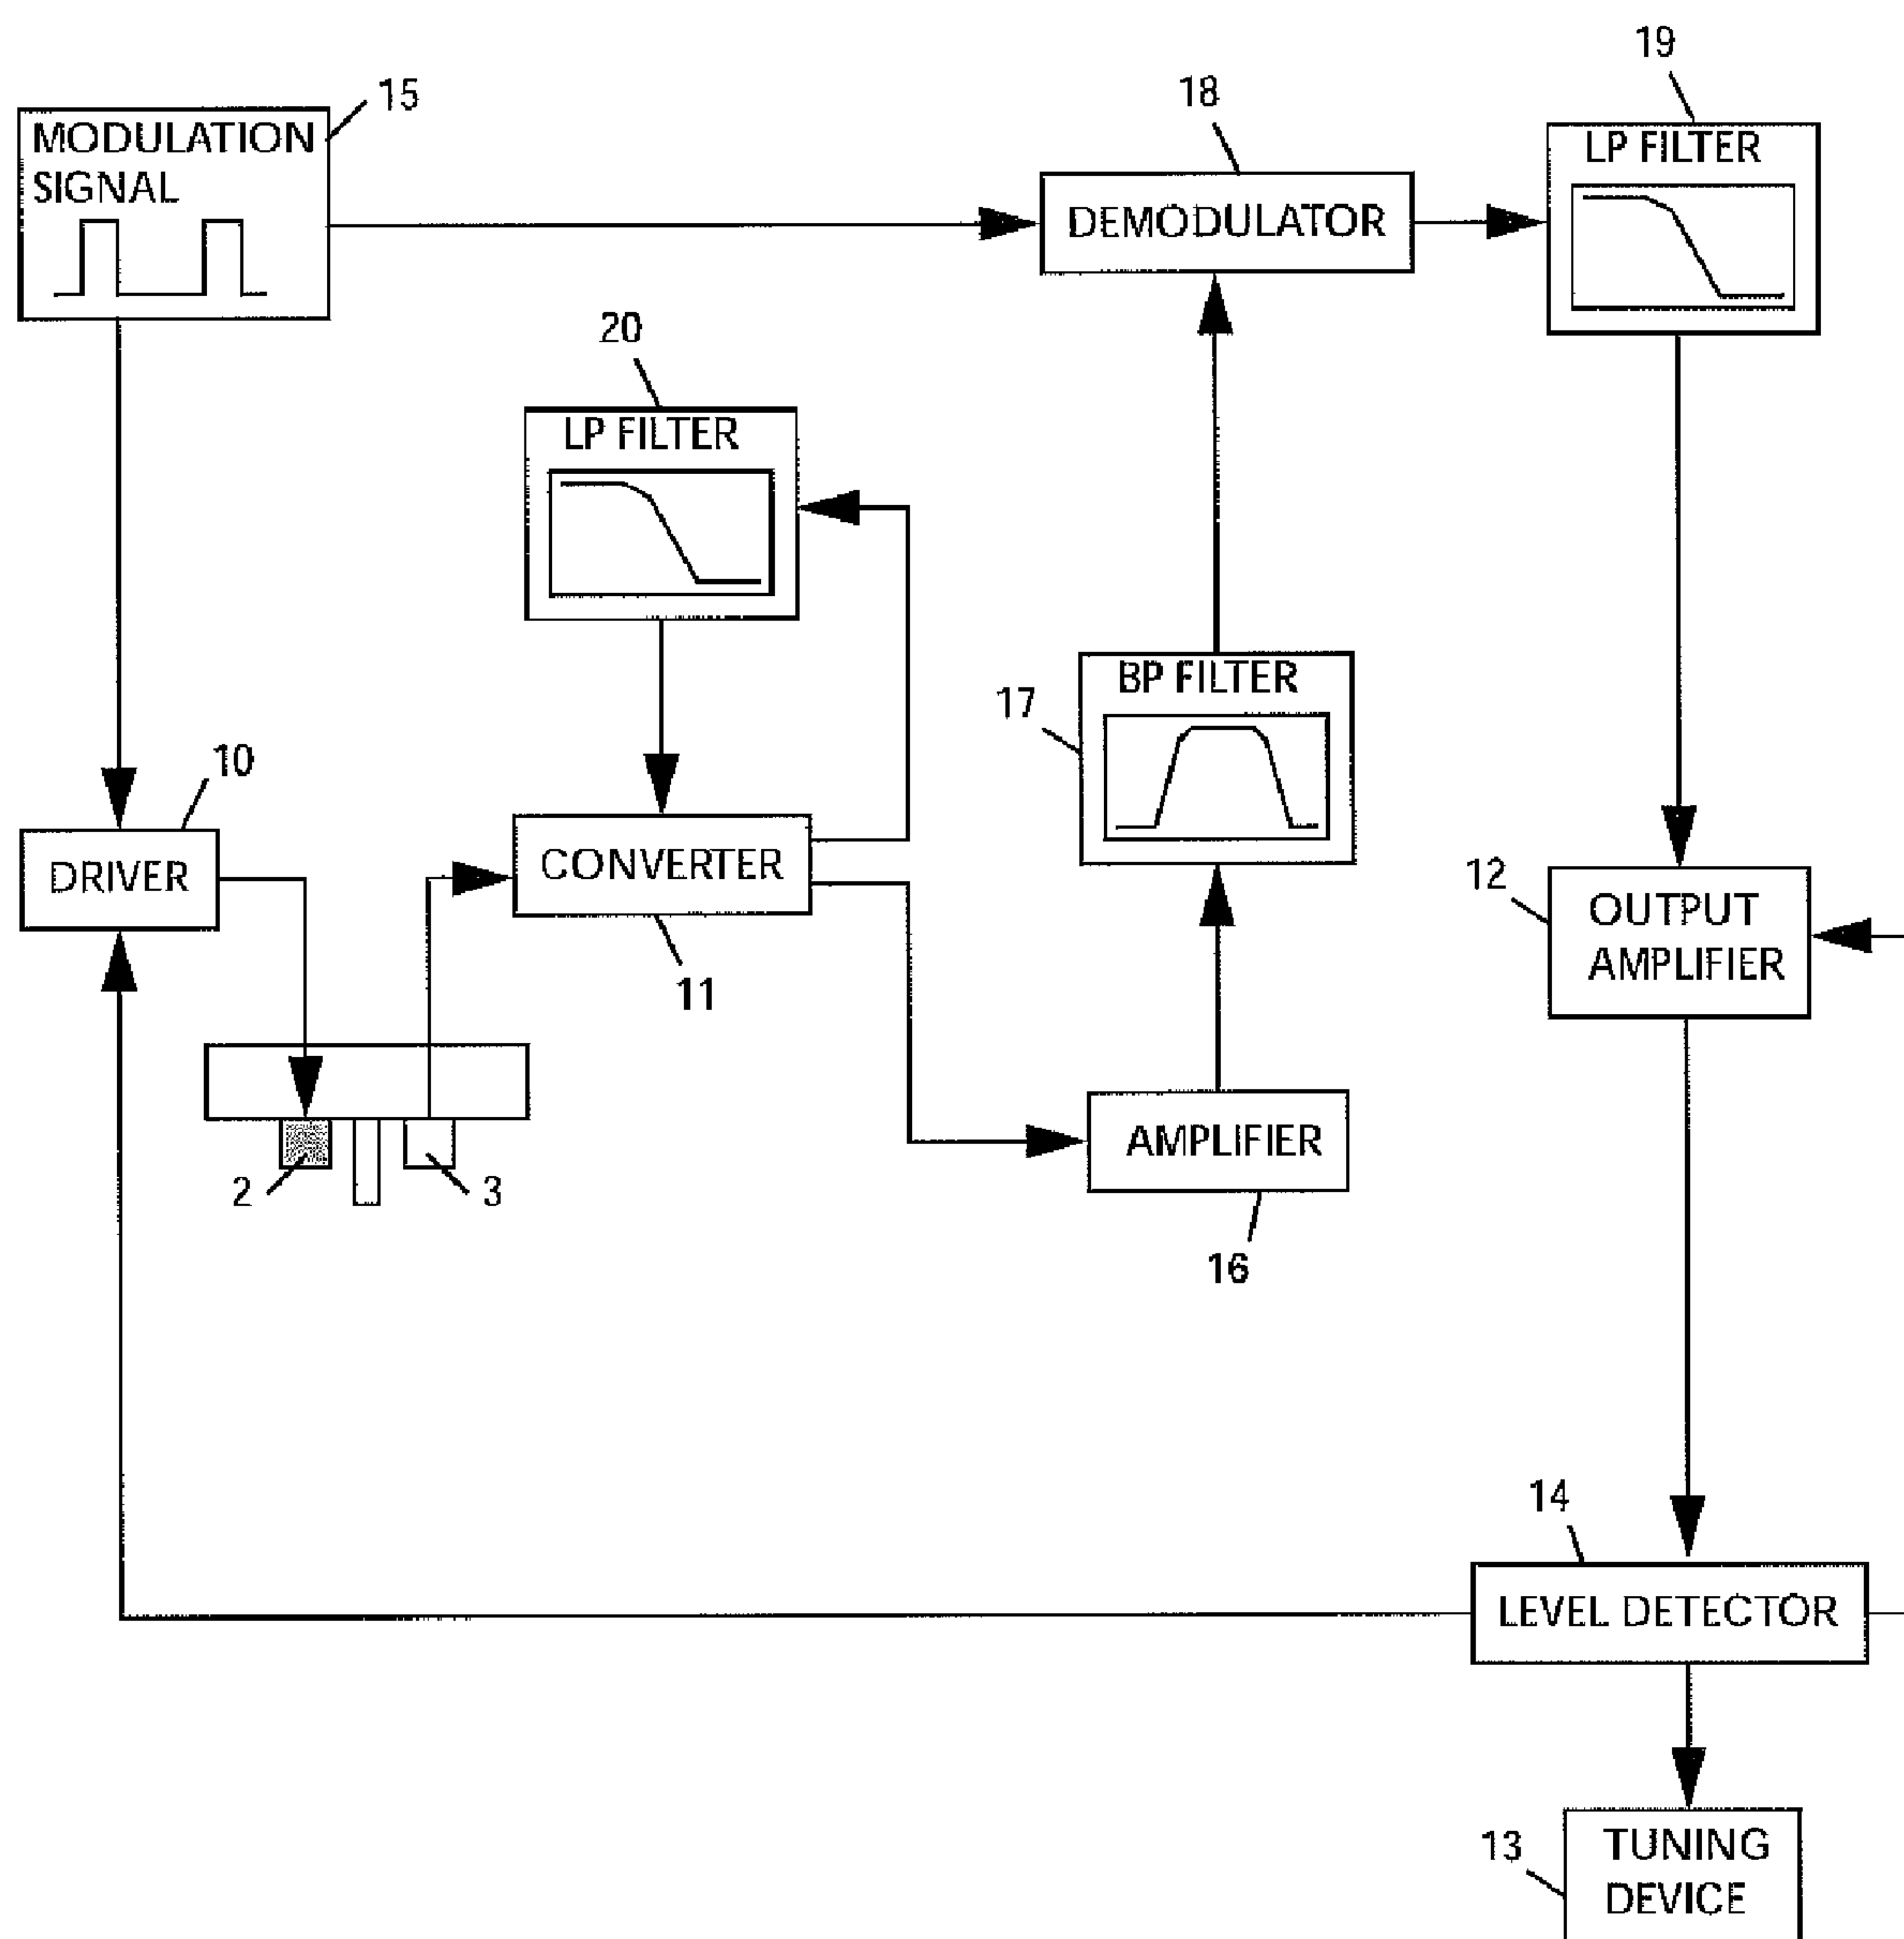 19
15
18
MODULATION
SIGNAL
LP FILTER
DEMODULATOR
20
LP FILTER
BP FILTER
17
10
DRIVER
CONVERTER
12
OUTPUT
AMPLIFIER
11
AMPLIFIER
2
3
16
14
LEVEL DETECTOR
13
TUNING
DEVICE